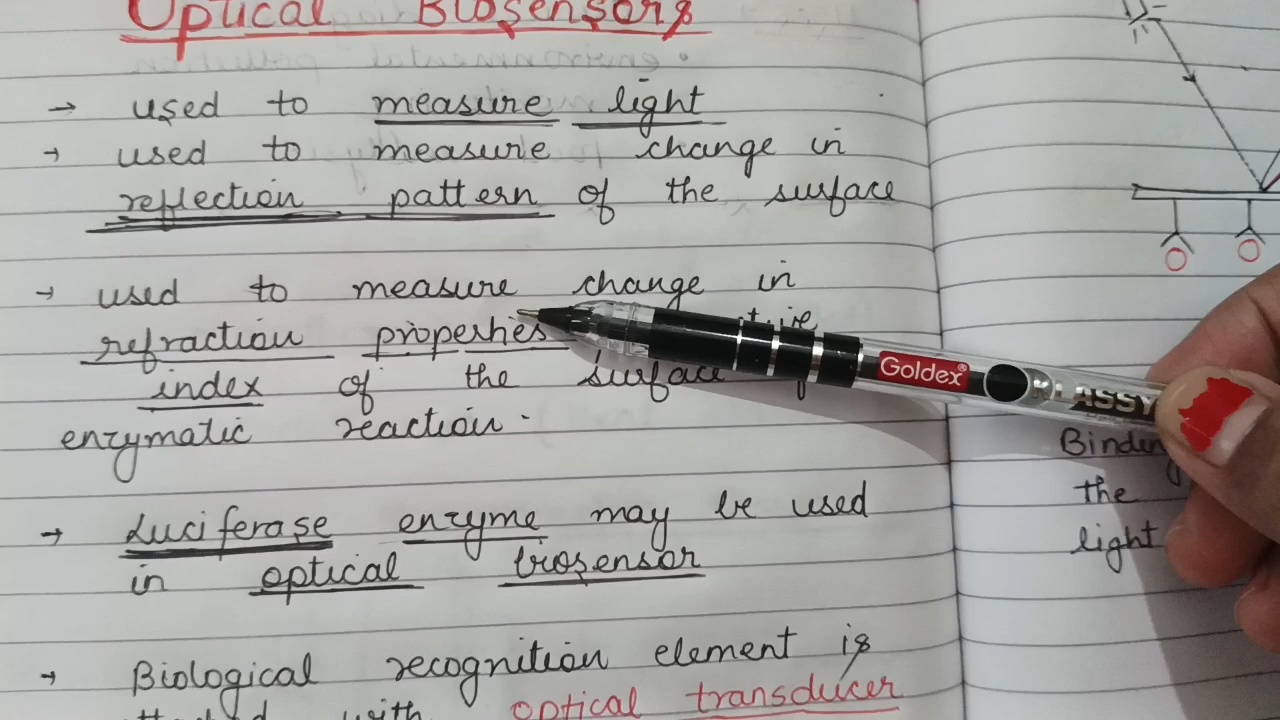 Optical Biosensors
→ used to measure light
→ used to measure change in
reflection pattern of the surface
→ used to measure change in
refraction properties
index of the surface
enzymatic reaction.
→ Luciferase enzyme may be used
in optical biosensor
→ Biological recognition element is
with optical transducer
Goldex
KLASSY
the
light